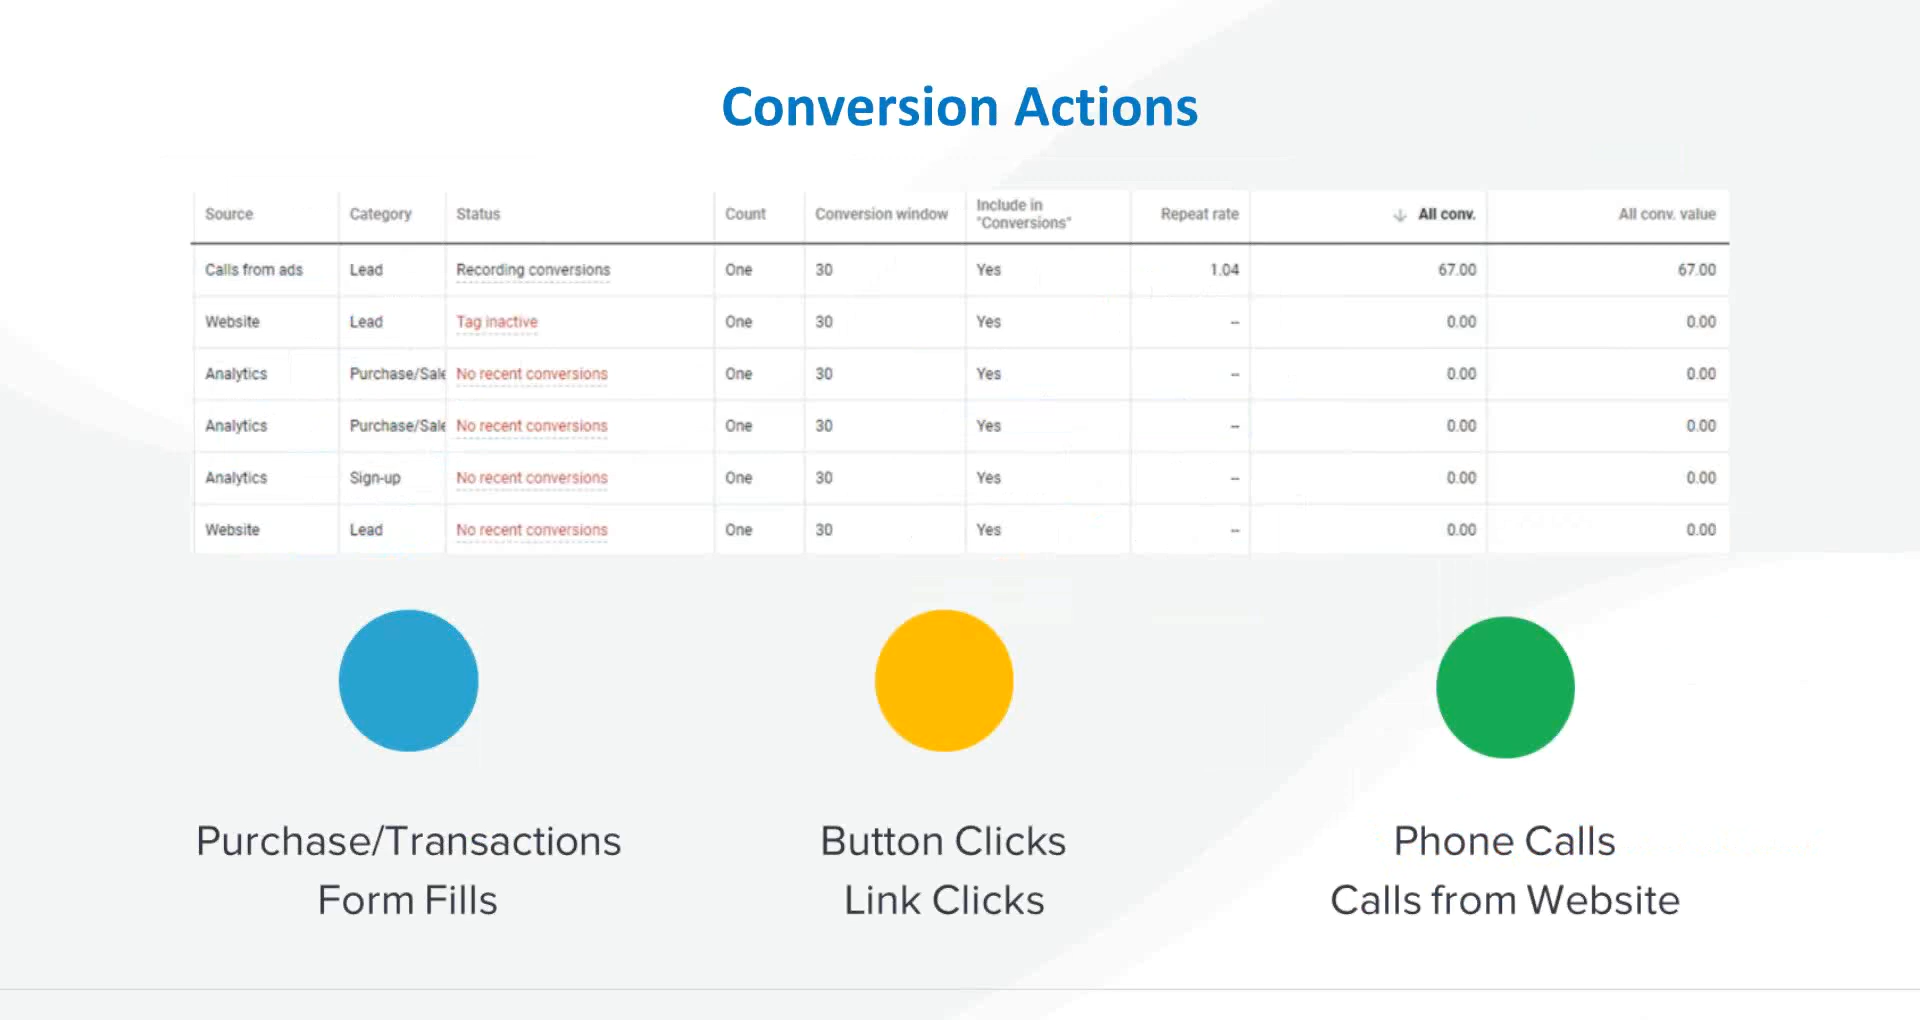 Conversion Actions
Source Category Status Count Conversion window Include in "Conversions" Repeat rate ↓ All conv. All conv. value
Calls from ads Lead Recording conversions One 30 Yes 1.04 67.00 67.00
Website Lead Tag inactive One 30 Yes – 0.00 0.00
Analytics Purchase/Sale No recent conversions One 30 Yes – 0.00 0.00
Analytics Purchase/Sale No recent conversions One 30 Yes – 0.00 0.00
Analytics Sign-up No recent conversions One 30 Yes – 0.00 0.00
Website Lead No recent conversions One 30 Yes – 0.00 0.00
Purchase/Transactions
Form Fills
Button Clicks
Link Clicks
Phone Calls
Calls from Website